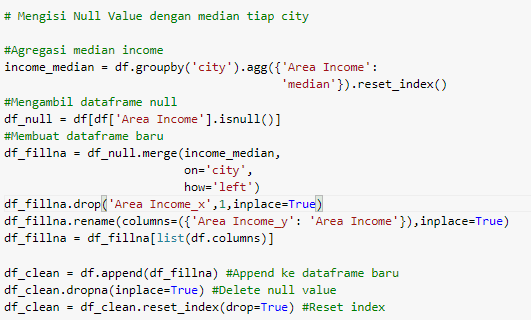 # Mengisi Null Value dengan median tiap city
#Agregasi median income
income_median = df.groupby('city').agg({'Area Income':
'median'}).reset_index()
#Mengambil dataframe null
df_null = df[df['Area Income'].isnull()]
#Membuat dataframe baru
df_fillna = df_null.merge(income_median,
on='city',
how='left')
df_fillna.drop('Area Income_x',1,inplace=True)
df_fillna.rename(columns=({'Area Income_y': 'Area Income'}),inplace=True)
df_fillna = df_fillna[list(df.columns)]
df_clean = df.append(df_fillna) #Append ke dataframe baru
df_clean.dropna(inplace=True) #Delete null value
df_clean = df_clean.reset_index(drop=True) #Reset index